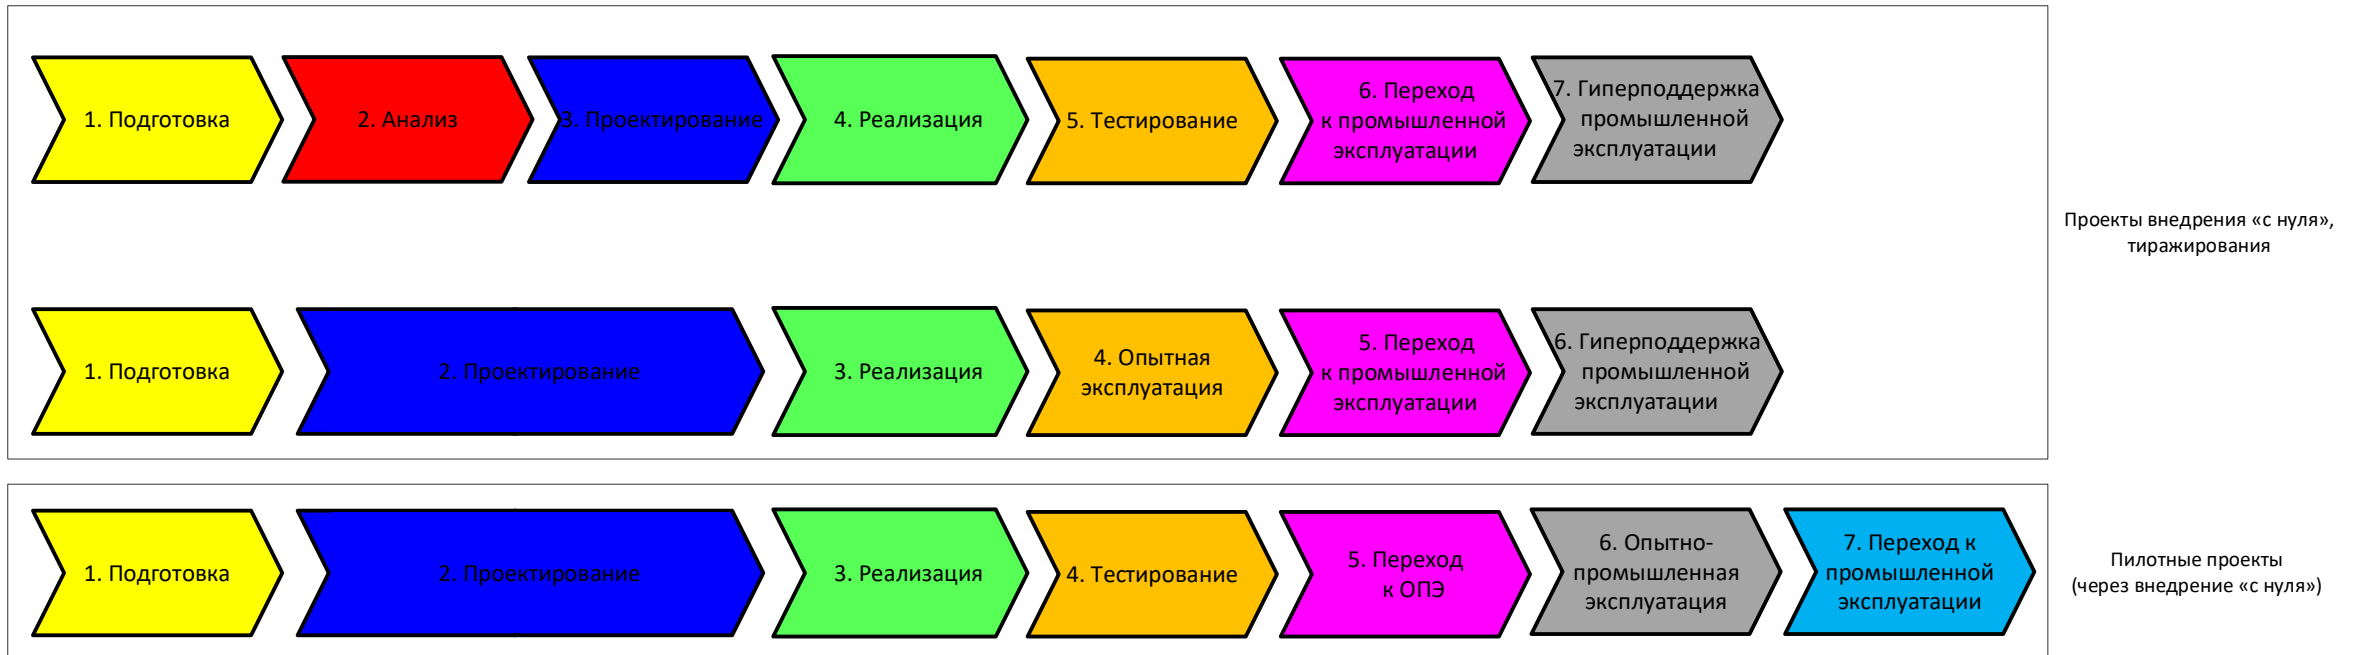 1. Подготовка
2. Анализ
3. Проектирование
4. Реализация
5. Тестирование
6. Переход
к промышленной
эксплуатации
7. Гиперподдержка
промышленной
эксплуатации
Проекты внедрения «с нуля»,
тиражирования
1. Подготовка
2. Проектирование
3. Реализация
4. Опытная
эксплуатация
5. Переход
к промышленной
эксплуатации
6. Гиперподдержка
промышленной
эксплуатации
1. Подготовка
2. Проектирование
3. Реализация
4. Тестирование
5. Переход
к ОПЭ
6. Опытно-
промышленная
эксплуатация
7. Переход к
промышленной
эксплуатации
Пилотные проекты
(через внедрение «с нуля»)